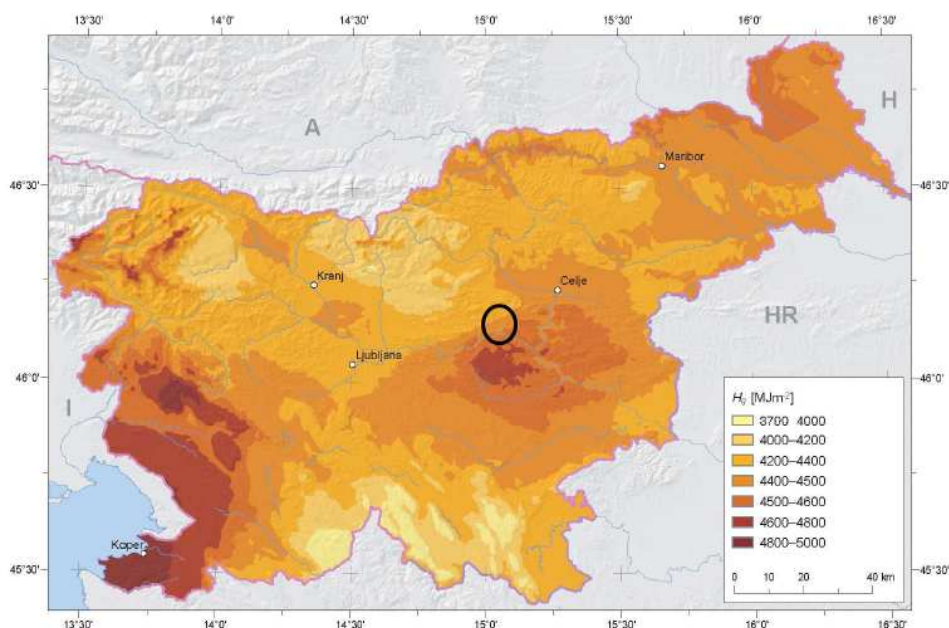 13°30' 14°0' 14°30' 15°0' 15°30' 16°0' 16°30'
H
A
Maribor
46°30' 46°30'
Celje
Kranj
HR
Ljubljana
46°0' 46°0'
I
Hg [MJm-2]
3700 4000
4000–4200
4200–4400
4400–4500
4500–4600
4600–4800
4800–5000
Koper
45°30' 45°30'
0 20 40 km
13°30' 14°0' 14°30' 15°0' 15°30' 16°0' 16°30'